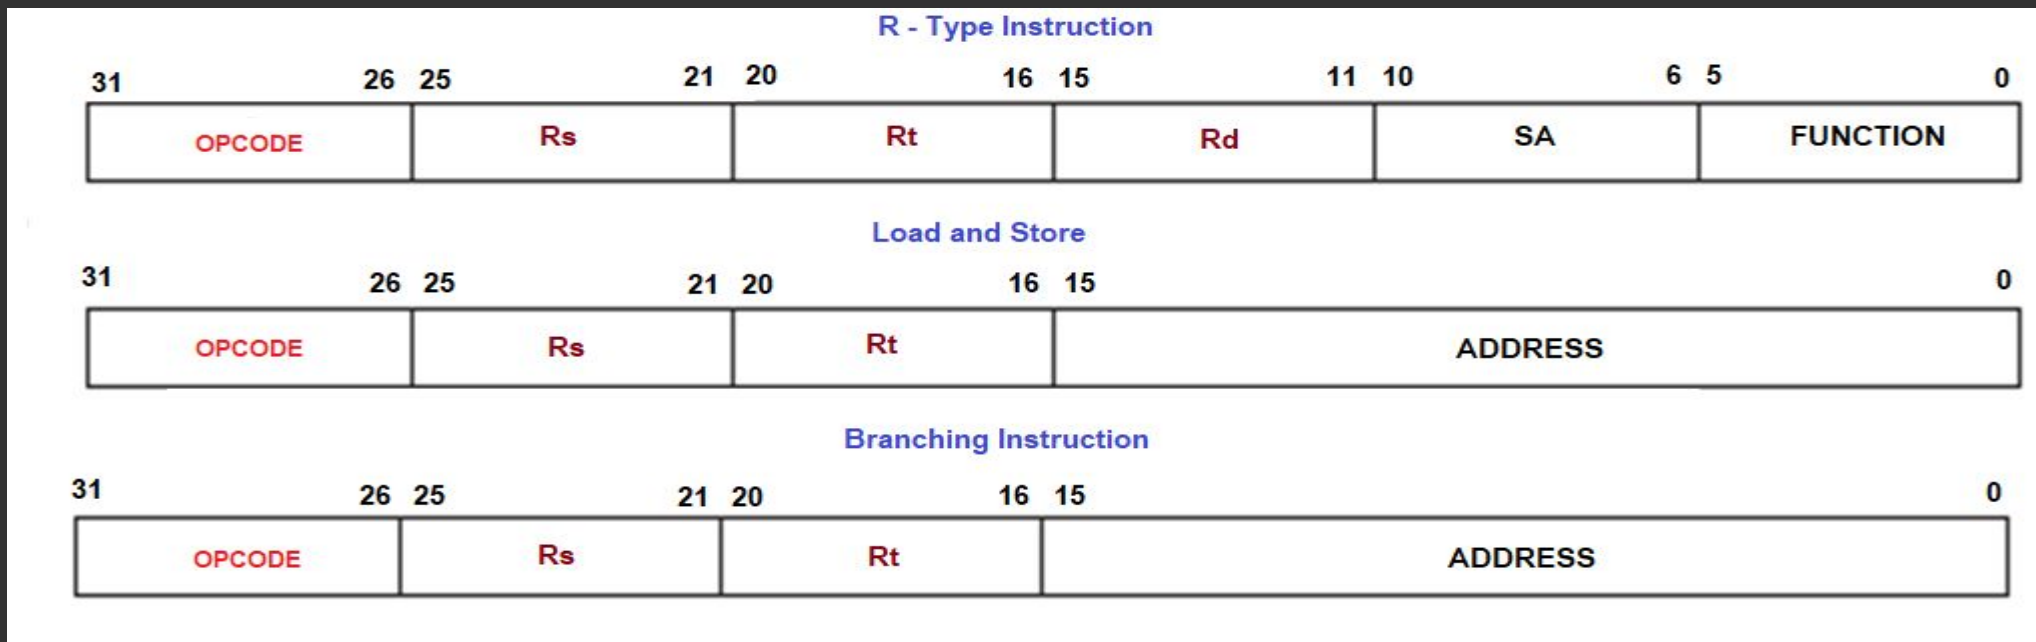 R - Type Instruction
31 26 25 21 20 16 15 11 10 6 5 0
OPCODE Rs Rt Rd SA FUNCTION
Load and Store
31 26 25 21 20 16 15 0
OPCODE Rs Rt ADDRESS
Branching Instruction
31 26 25 21 20 16 15 0
OPCODE Rs Rt ADDRESS